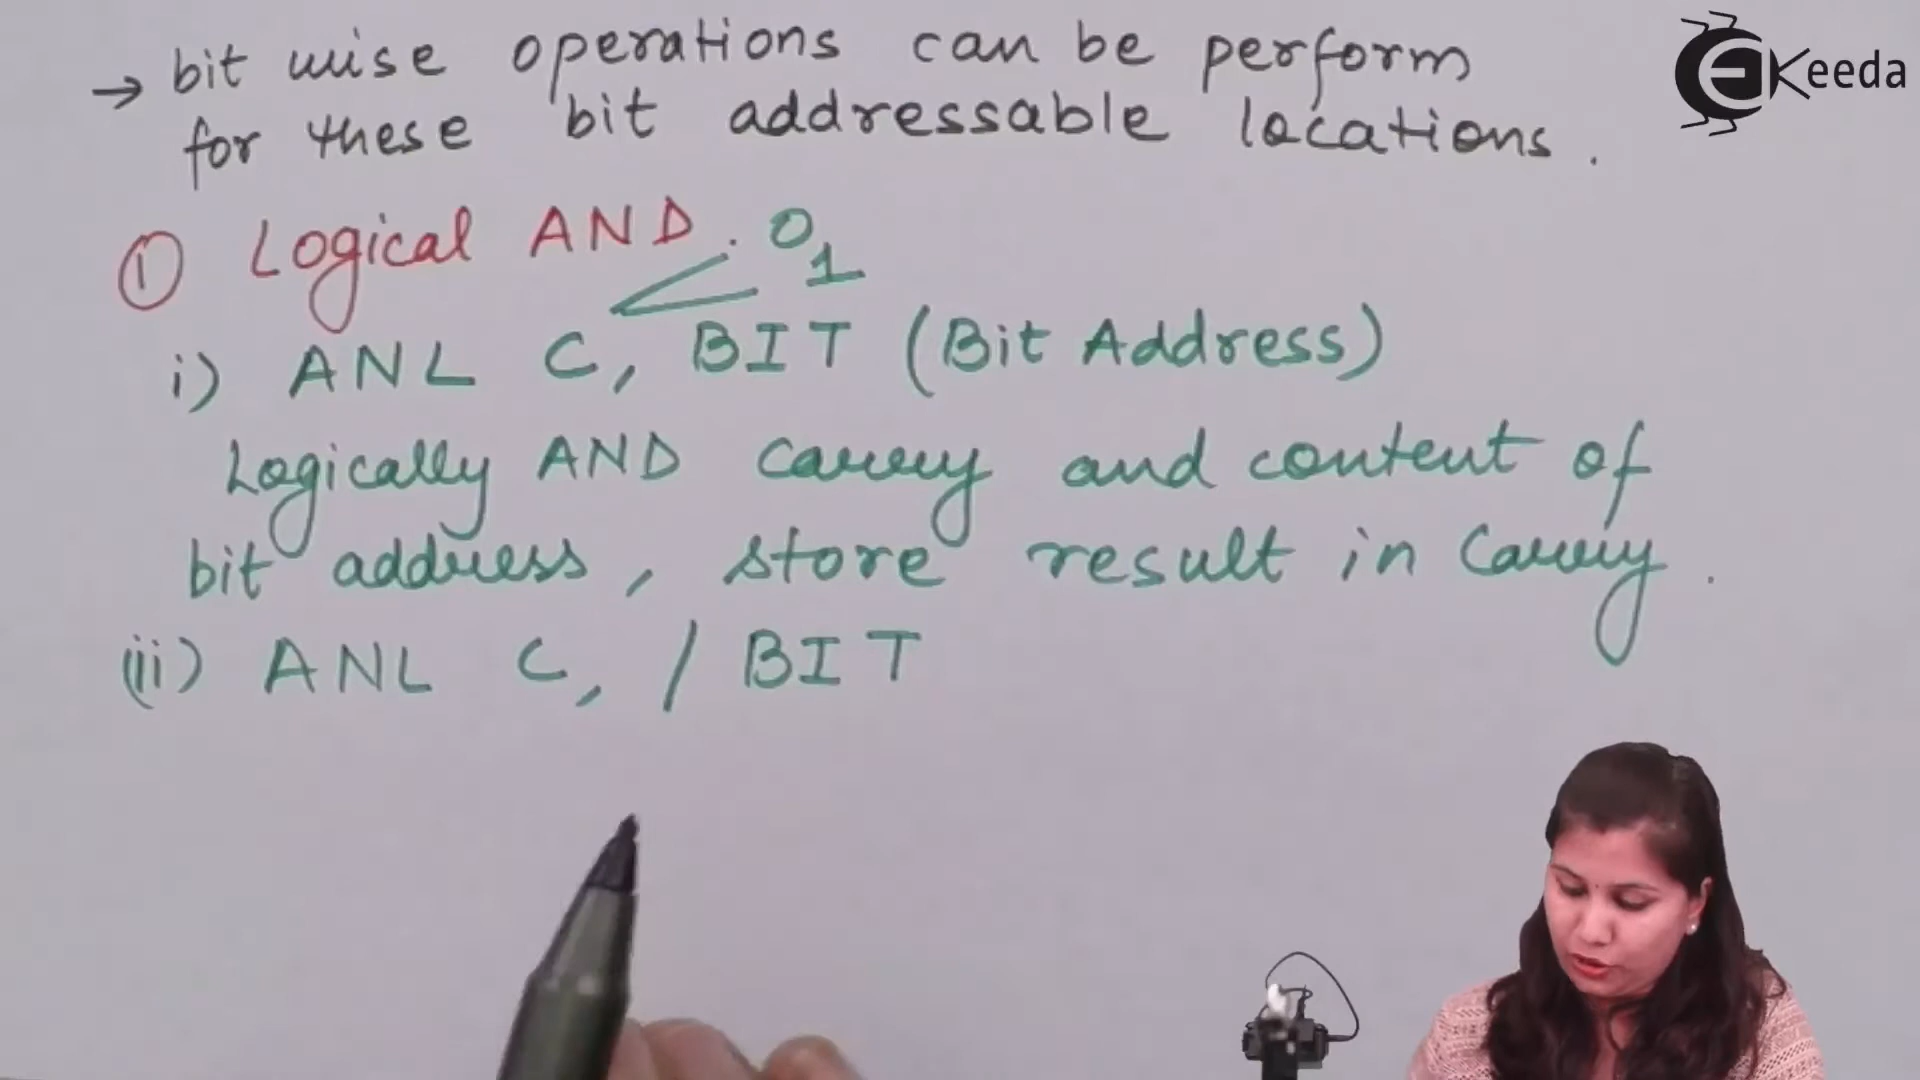 → bit wise operations can be perform
for these bit addressable locations.
EKeeda
① Logical AND. 0
1
i) ANL C, BIT (Bit Address)
Logically AND carry and content of
bit address, store result in Carry.
(ii) ANL C, / BIT